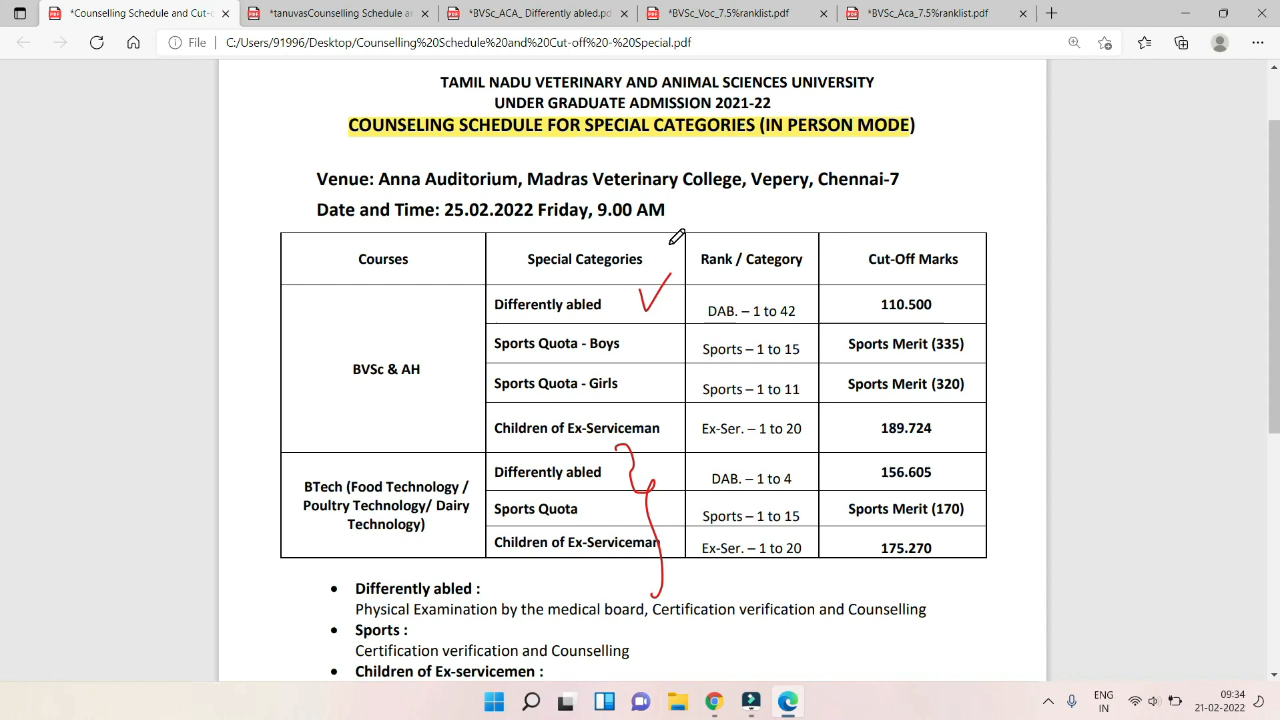 *Counselling Schedule and Cut-o
*tanuvasCounselling Schedule ar
*BVSC_ACA_ Differently abled.pd
*BVSc_Voc_7.5%ranklist.pdf
*BVSc_Aca_7.5%ranklist.pdf
File
C:/Users/91996/Desktop/Counselling%20Schedule%20and%20Cut-off%20-%20Special.pdf
TAMIL NADU VETERINARY AND ANIMAL SCIENCES UNIVERSITY
UNDER GRADUATE ADMISSION 2021-22
COUNSELING SCHEDULE FOR SPECIAL CATEGORIES (IN PERSON MODE)
Venue: Anna Auditorium, Madras Veterinary College, Vepery, Chennai-7
Date and Time: 25.02.2022 Friday, 9.00 AM
Courses Special Categories Rank / Category Cut-Off Marks
BVSc & AH
Differently abled DAB. – 1 to 42 110.500
Sports Quota - Boys Sports – 1 to 15 Sports Merit (335)
Sports Quota - Girls Sports – 1 to 11 Sports Merit (320)
Children of Ex-Serviceman Ex-Ser. – 1 to 20 189.724
BTech (Food Technology /
Poultry Technology/ Dairy
Technology)
Differently abled DAB. – 1 to 4 156.605
Sports Quota Sports – 1 to 15 Sports Merit (170)
Children of Ex-Serviceman Ex-Ser. – 1 to 20 175.270
• Differently abled :
Physical Examination by the medical board, Certification verification and Counselling
• Sports :
Certification verification and Counselling
• Children of Ex-servicemen :
ENG
IN
09:34
21-02-2022